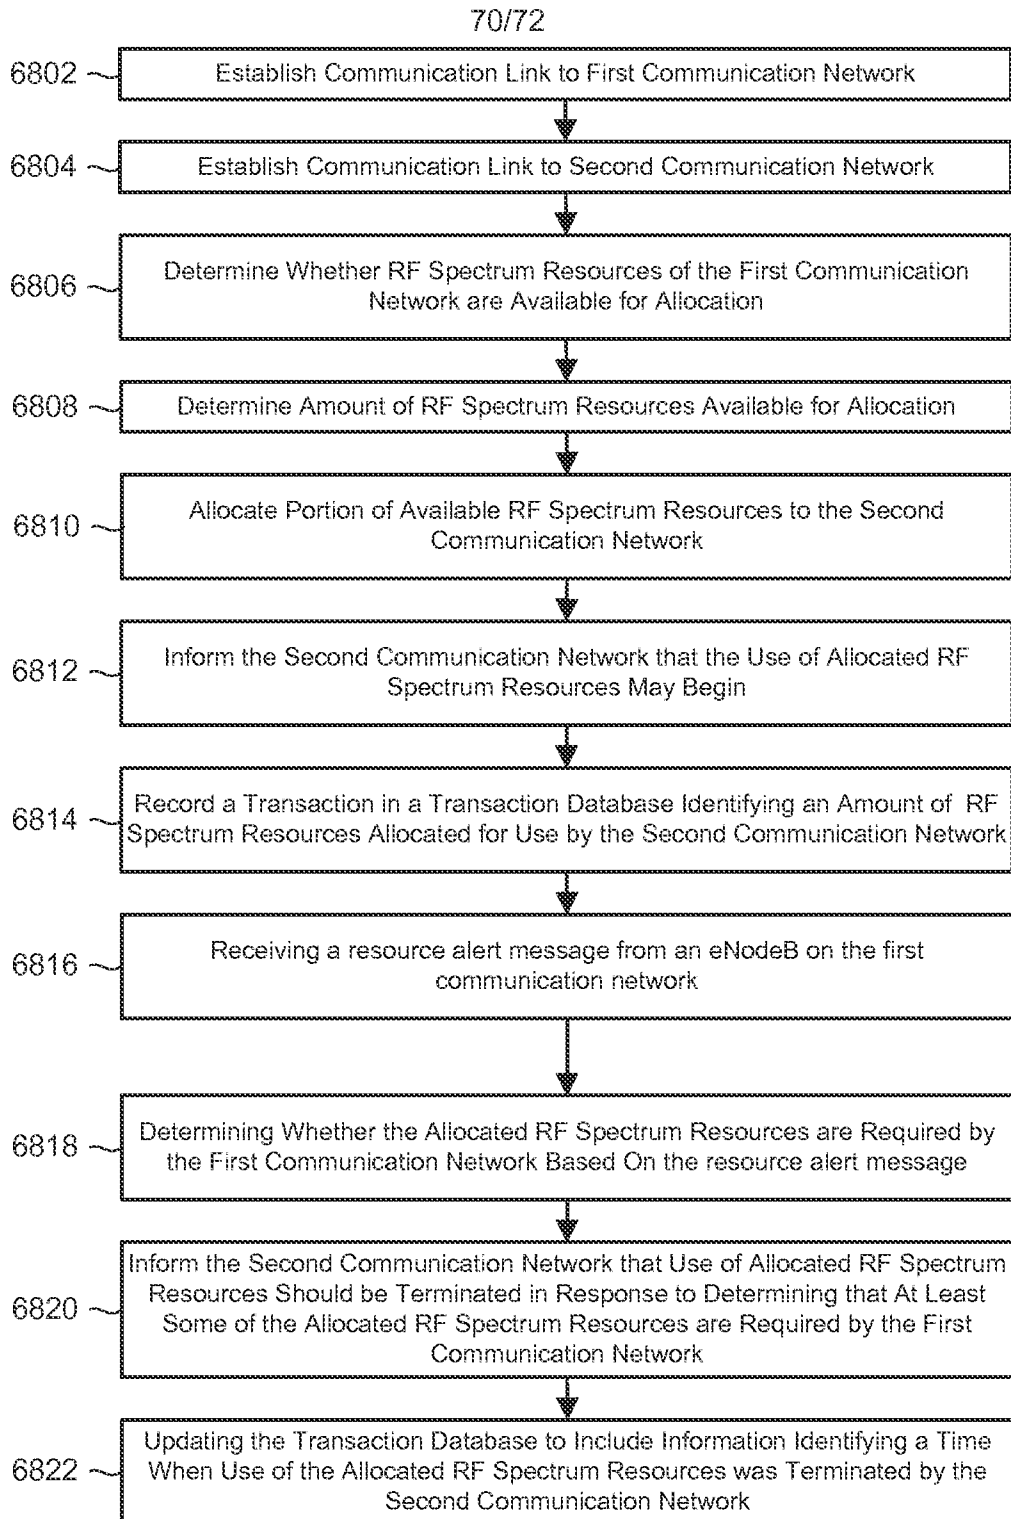 70/72
6802
Establish Communication Link to First Communication Network
6804
Establish Communication Link to Second Communication Network
6806
Determine Whether RF Spectrum Resources of the First Communication
Network are Available for Allocation
6808
Determine Amount of RF Spectrum Resources Available for Allocation
6810
Allocate Portion of Available RF Spectrum Resources to the Second
Communication Network
6812
Inform the Second Communication Network that the Use of Allocated RF
Spectrum Resources May Begin
6814
Record a Transaction in a Transaction Database Identifying an Amount of RF
Spectrum Resources Allocated for Use by the Second Communication Network
6816
Receiving a resource alert message from an eNodeB on the first
communication network
6818
Determining Whether the Allocated RF Spectrum Resources are Required by
the First Communication Network Based On the resource alert message
6820
Inform the Second Communication Network that Use of Allocated RF Spectrum
Resources Should be Terminated in Response to Determining that At Least
Some of the Allocated RF Spectrum Resources are Required by the First
Communication Network
6822
Updating the Transaction Database to Include Information Identifying a Time
When Use of the Allocated RF Spectrum Resources was Terminated by the
Second Communication Network